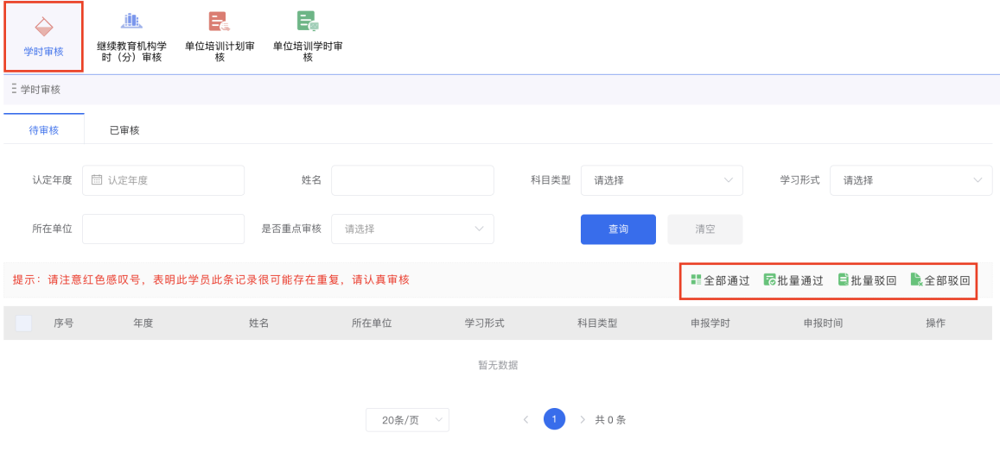 学时审核
继续教育机构学
时（分）审核
单位培训计划审
核
单位培训学时审
核
学时审核
待审核 已审核
认定年度 认定年度 姓名 科目类型 请选择 学习形式 请选择
所在单位 是否重点审核 请选择 查询 清空
提示：请注意红色感叹号，表明此学员此条记录很可能存在重复，请认真审核 全部通过 批量通过 批量驳回 全部驳回
序号 年度 姓名 所在单位 学习形式 科目类型 申报学时 申报时间 操作
暂无数据
20条/页 1 共 0 条